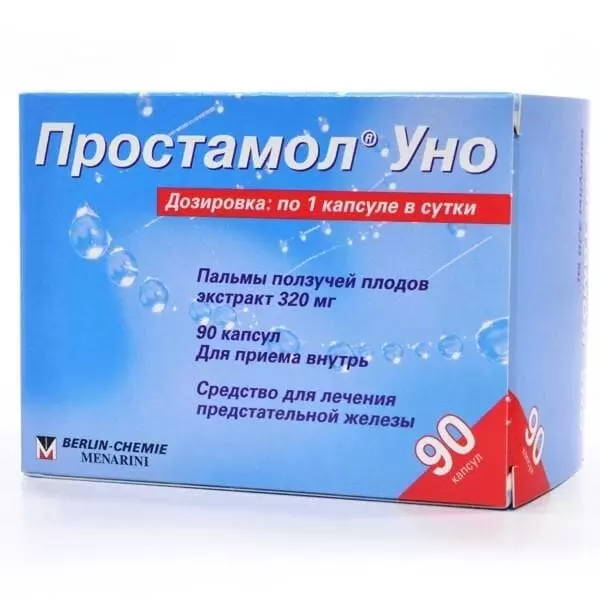 Простамол® Уно
Дозировка: по 1 капсуле в сутки
Пальмы ползучей плодов
экстракт 320 мг
90 капсул
Для приема внутрь
Средство для лечения
предстательной железы
BERLIN-CHEMIE
MENARINI
90
капсул
90
капсул